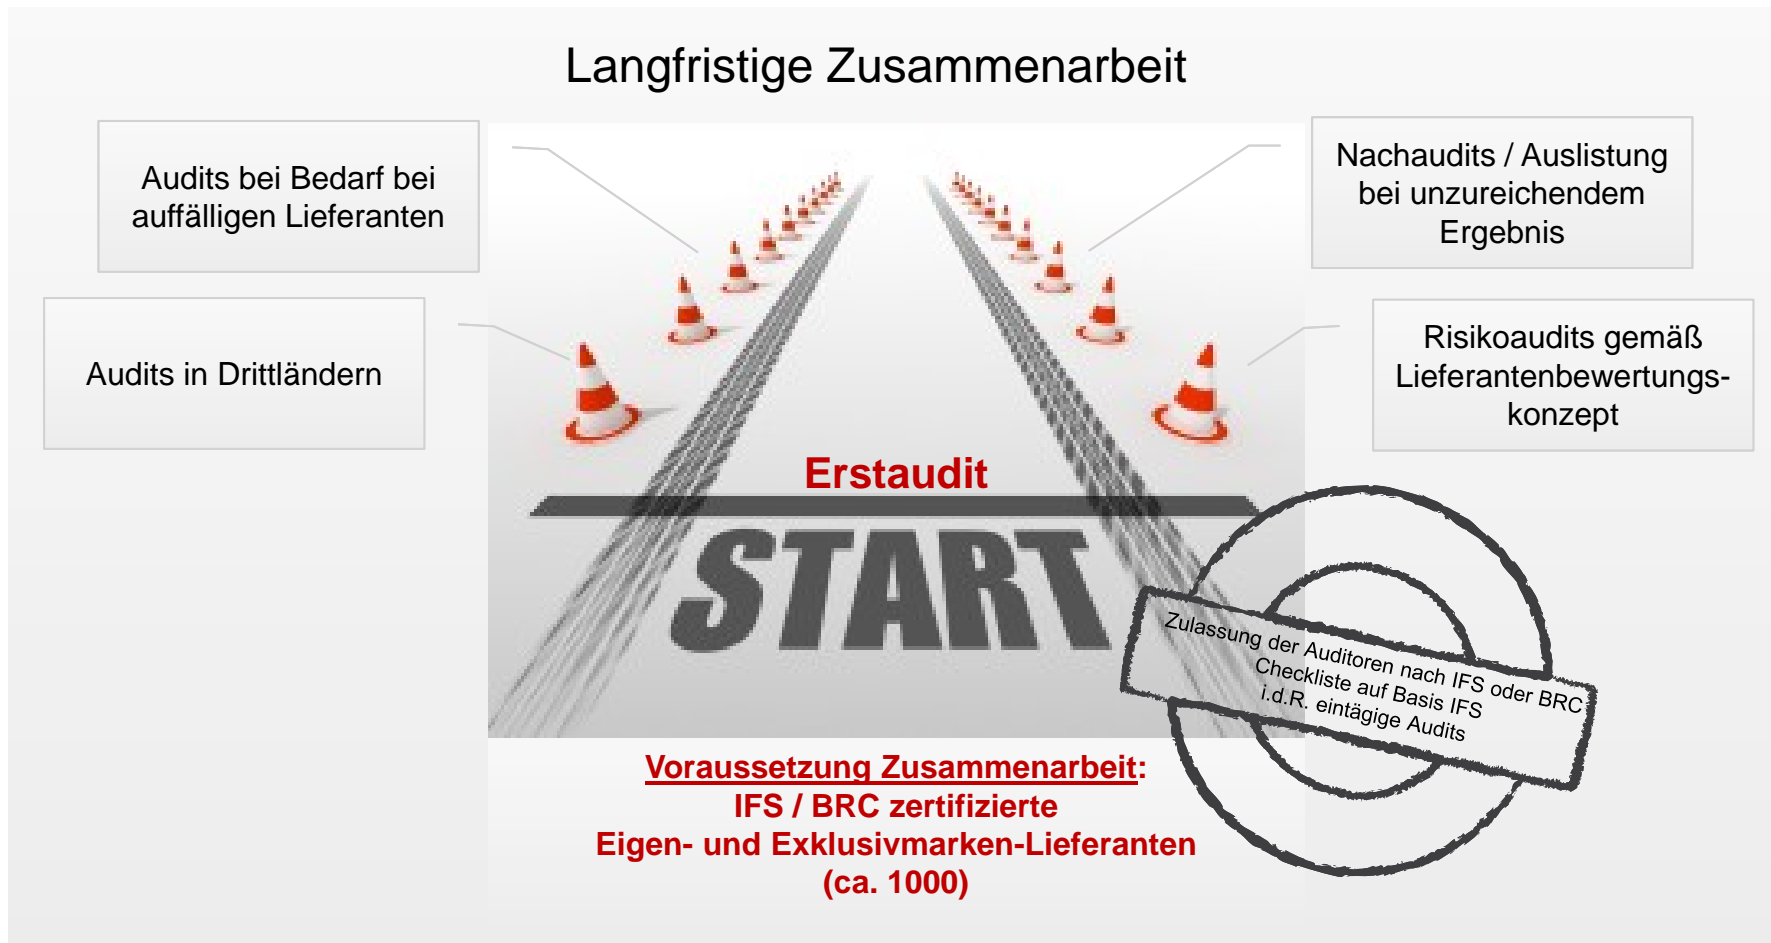 Langfristige Zusammenarbeit
Audits bei Bedarf bei
auffälligen Lieferanten
Nachaudits / Auslistung
bei unzureichendem
Ergebnis
Audits in Drittländern
Risikoaudits gemäß
Lieferantenbewertungs-
konzept
Erstaudit
START
Zulassung der Auditoren nach IFS oder BRC
Checkliste auf Basis IFS
i.d.R. eintägige Audits
Voraussetzung Zusammenarbeit:
IFS / BRC zertifizierte
Eigen- und Exklusivmarken-Lieferanten
(ca. 1000)